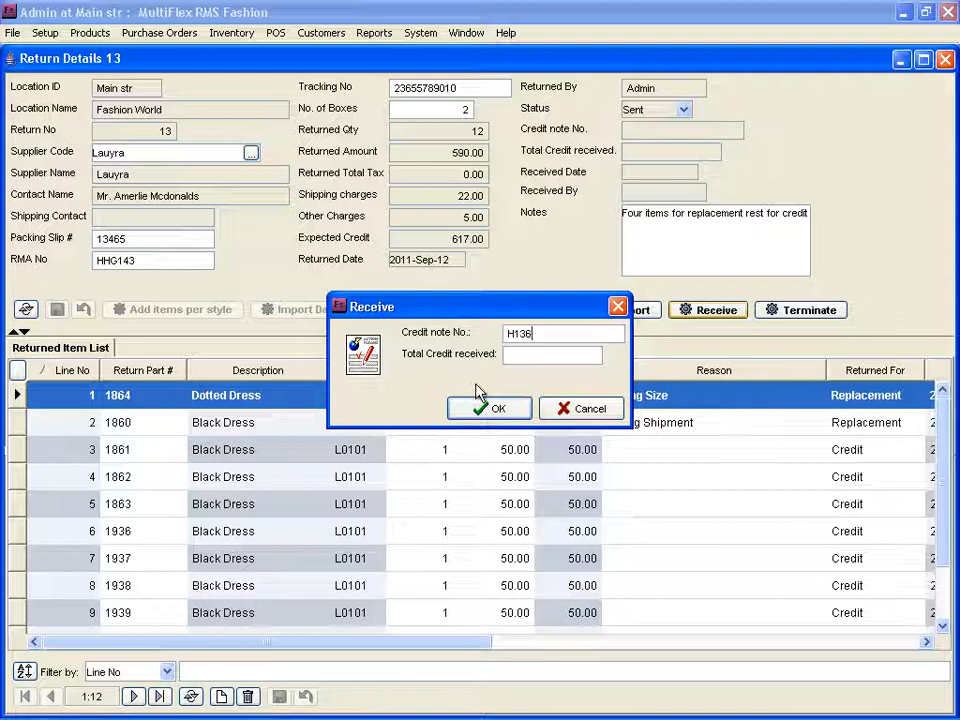 Admin at Main str : MultiFlex RMS Fashion
File Setup Products Purchase Orders Inventory POS Customers Reports System Window Help
Return Details 13
Location ID Main str Tracking No 23655789010 Returned By Admin
Location Name Fashion World No. of Boxes 2 Status Sent
Return No 13 Returned Qty 12 Credit note No.
Supplier Code Lauyra ... Returned Amount 590.00 Total Credit received.
Supplier Name Lauyra Returned Total Tax 0.00 Received Date
Contact Name Mr. Amerlie Mcdonalds Shipping charges 22.00 Received By
Shipping Contact Other Charges 5.00 Notes Four items for replacement rest for credit
Packing Slip # 13465 Expected Credit 617.00
RMA No HHG143 Returned Date 2011-Sep-12
Add items per style Import Da ort Receive Terminate
Receive
Credit note No.: H136
Total Credit received:
OK Cancel
Returned Item List
Line No Return Part # Description Reason Returned For
1 1864 Dotted Dress g Size Replacement 2
2 1860 Black Dress g Shipment Replacement 2
3 1861 Black Dress L0101 1 50.00 50.00 Credit 2
4 1862 Black Dress L0101 1 50.00 50.00 Credit 2
5 1863 Black Dress L0101 1 50.00 50.00 Credit 2
6 1936 Black Dress L0101 1 50.00 50.00 Credit 2
7 1937 Black Dress L0101 1 50.00 50.00 Credit 2
8 1938 Black Dress L0101 1 50.00 50.00 Credit 2
9 1939 Black Dress L0101 1 50.00 50.00 Credit 2
Filter by: Line No
1:12